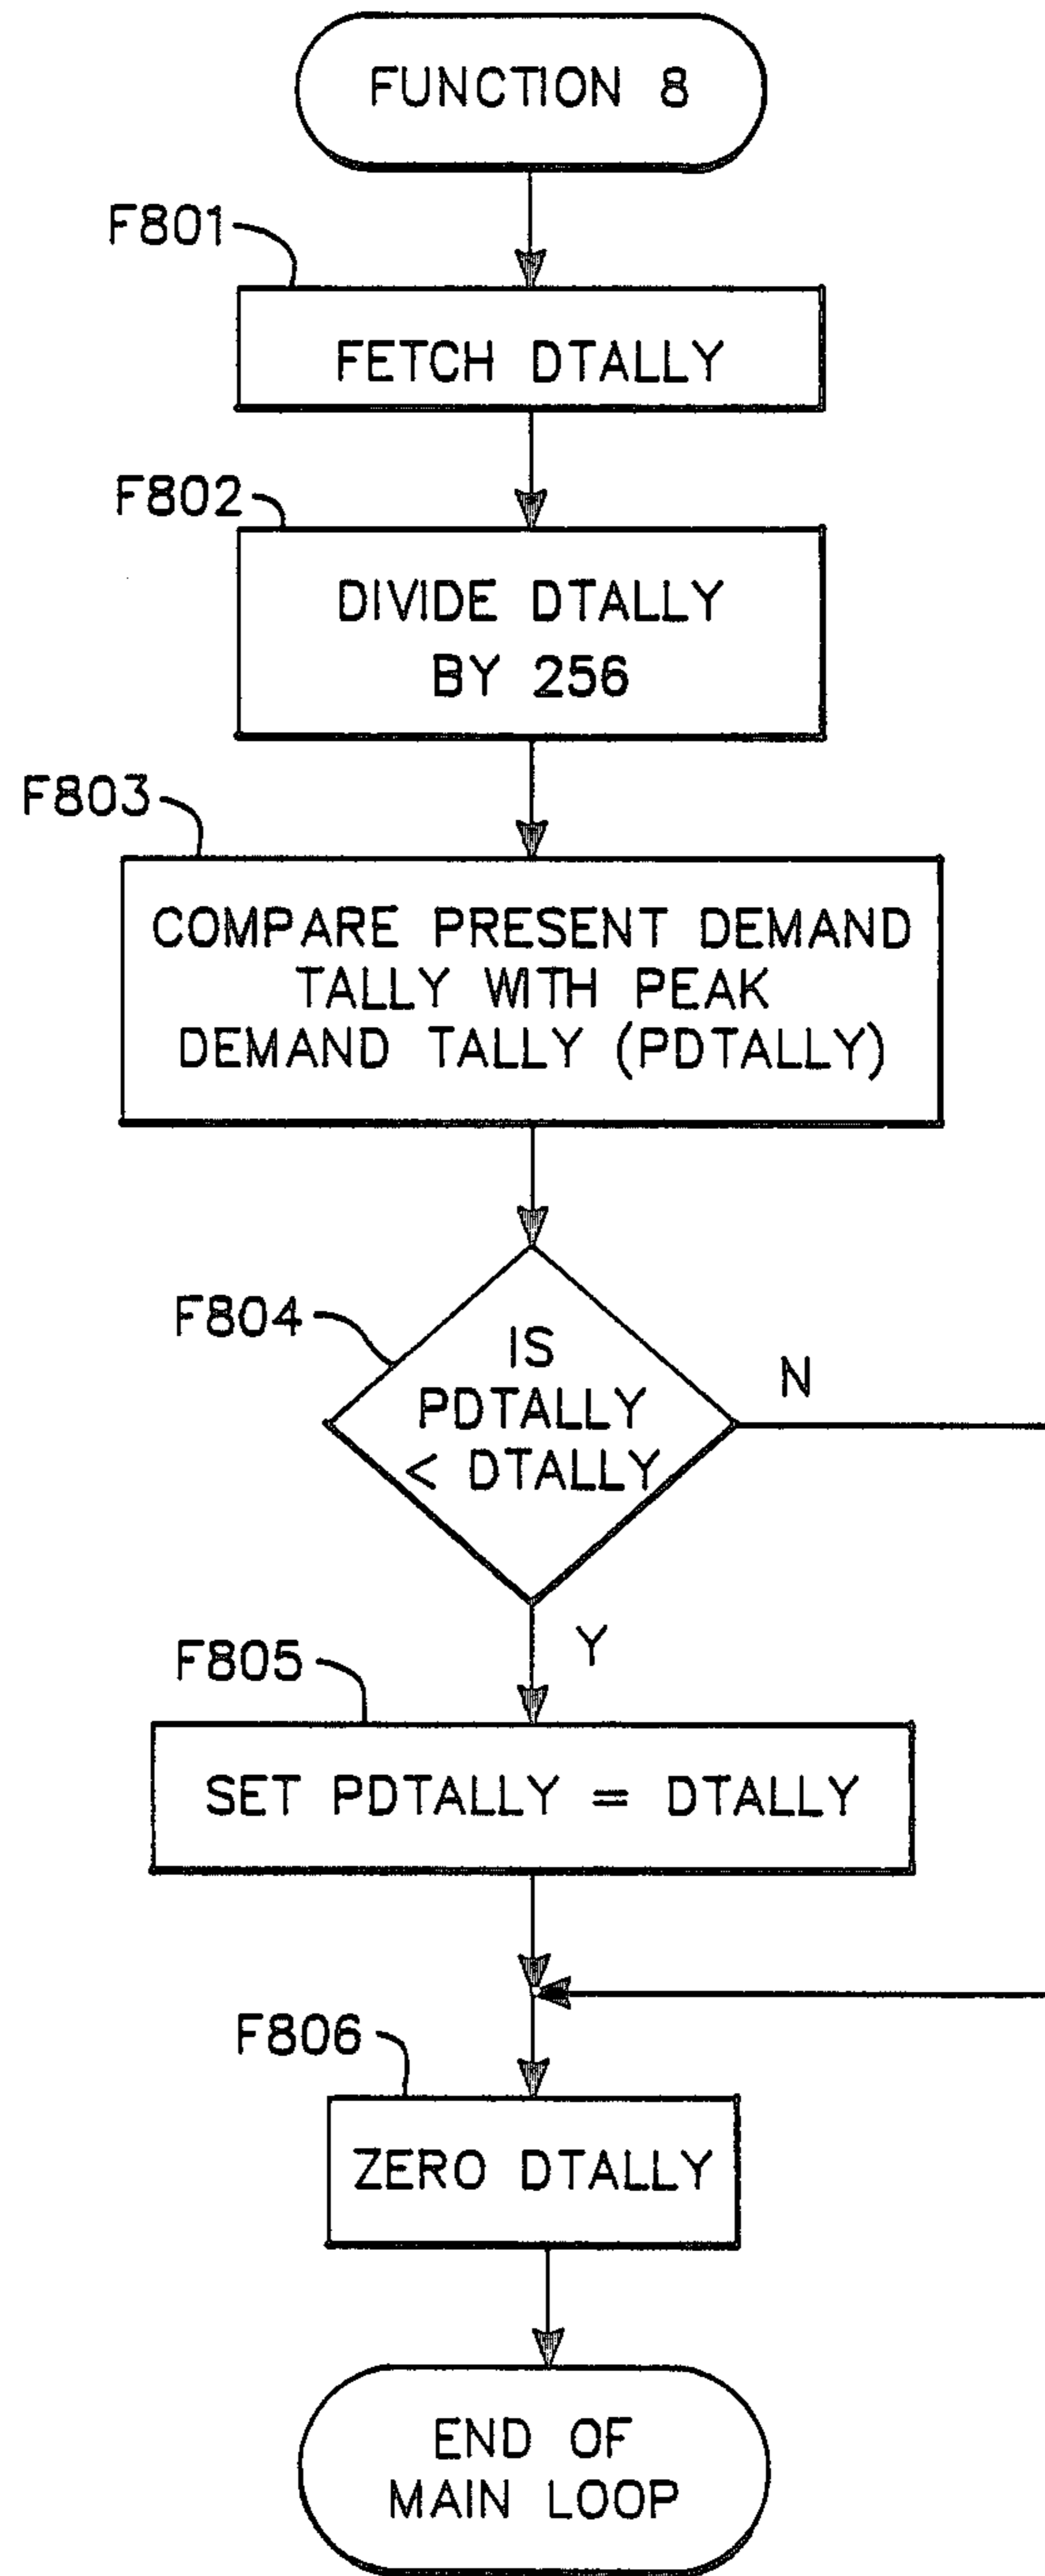 FUNCTION 8
F801
FETCH DTALLY
F802
DIVIDE DTALLY
BY 256
F803
COMPARE PRESENT DEMAND
TALLY WITH PEAK
DEMAND TALLY (PDTALLY)
F804
IS
PDTALLY
< DTALLY
N
Y
F805
SET PDTALLY = DTALLY
F806
ZERO DTALLY
END OF
MAIN LOOP